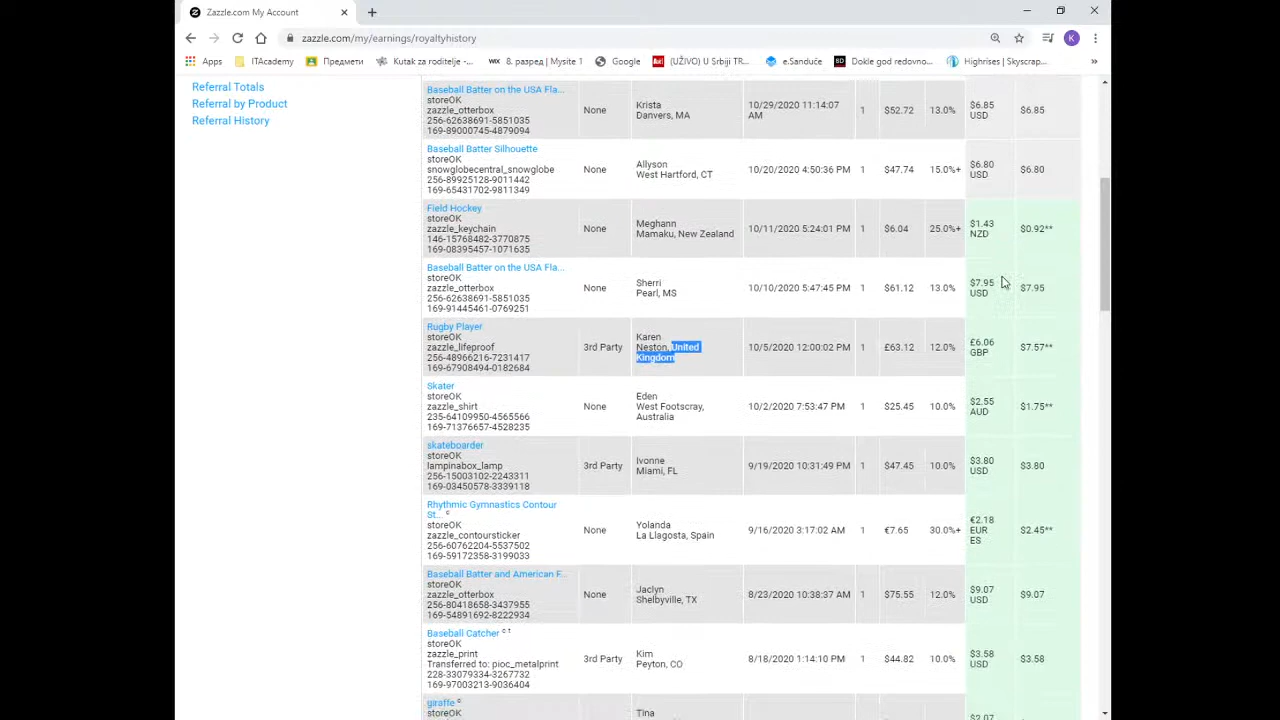 Zazzle.com My Account
zazzle.com/my/earnings/royaltyhistory
K
Apps
ITAcademy
Предмети
Kutak za roditelje -...
WIX 8. разред | Mysite 1
Google
(UŽIVO) U Srbiji TR...
e.Sanduče
SD Dokle god redovno...
Highrises | Skyscrap...
»
Referral Totals
Referral by Product
Referral History
Baseball Batter on the USA Fla...
storeOK
zazzle_otterbox
256-62638691-5851035
169-89000745-4879094
None
Krista
Danvers, MA
10/29/2020 11:14:07
AM
1
$52.72
13.0%
$6.85
USD
$6.85
Baseball Batter Silhouette
storeOK
snowglobecentral_snowglobe
256-89925128-9011442
169-65431702-9811349
None
Allyson
West Hartford, CT
10/20/2020 4:50:36 PM
1
$47.74
15.0%+
$6.80
USD
$6.80
Field Hockey
storeOK
zazzle_keychain
146-15768482-3770875
169-08395457-1071635
None
Meghann
Mamaku, New Zealand
10/11/2020 5:24:01 PM
1
$6.04
25.0%+
$1.43
NZD
$0.92**
Baseball Batter on the USA Fla...
storeOK
zazzle_otterbox
256-62638691-5851035
169-91445461-0769251
None
Sherri
Pearl, MS
10/10/2020 5:47:45 PM
1
$61.12
13.0%
$7.95
USD
$7.95
Rugby Player
storeOK
zazzle_lifeproof
256-48966216-7231417
169-67908494-0182684
3rd Party
Karen
Neston, United
Kingdom
10/5/2020 12:00:02 PM
1
£63.12
12.0%
£6.06
GBP
$7.57**
Skater
storeOK
zazzle_shirt
235-64109950-4565566
169-71376657-4528235
None
Eden
West Footscray,
Australia
10/2/2020 7:53:47 PM
1
$25.45
10.0%
$2.55
AUD
$1.75**
skateboarder
storeOK
lampinabox_lamp
256-15003102-2243311
169-03450578-3339118
3rd Party
Ivonne
Miami, FL
9/19/2020 10:31:49 PM
1
$47.45
10.0%
$3.80
USD
$3.80
Rhythmic Gymnastics Contour
St... c
storeOK
zazzle_contoursticker
256-60762204-5537502
169-59172358-3199033
None
Yolanda
La Llagosta, Spain
9/16/2020 3:17:02 AM
1
€7.65
30.0%+
€2.18
EUR
ES
$2.45**
Baseball Batter and American F...
storeOK
zazzle_otterbox
256-80418658-3437955
169-54891692-8222934
None
Jaclyn
Shelbyville, TX
8/23/2020 10:38:37 AM
1
$75.55
12.0%
$9.07
USD
$9.07
Baseball Catcher c †
storeOK
zazzle_print
Transferred to: pioc_metalprint
228-33079334-3267732
169-97003213-9036404
3rd Party
Kim
Peyton, CO
8/18/2020 1:14:10 PM
1
$44.82
10.0%
$3.58
USD
$3.58
giraffe c
storeOK
Tina
$2.07